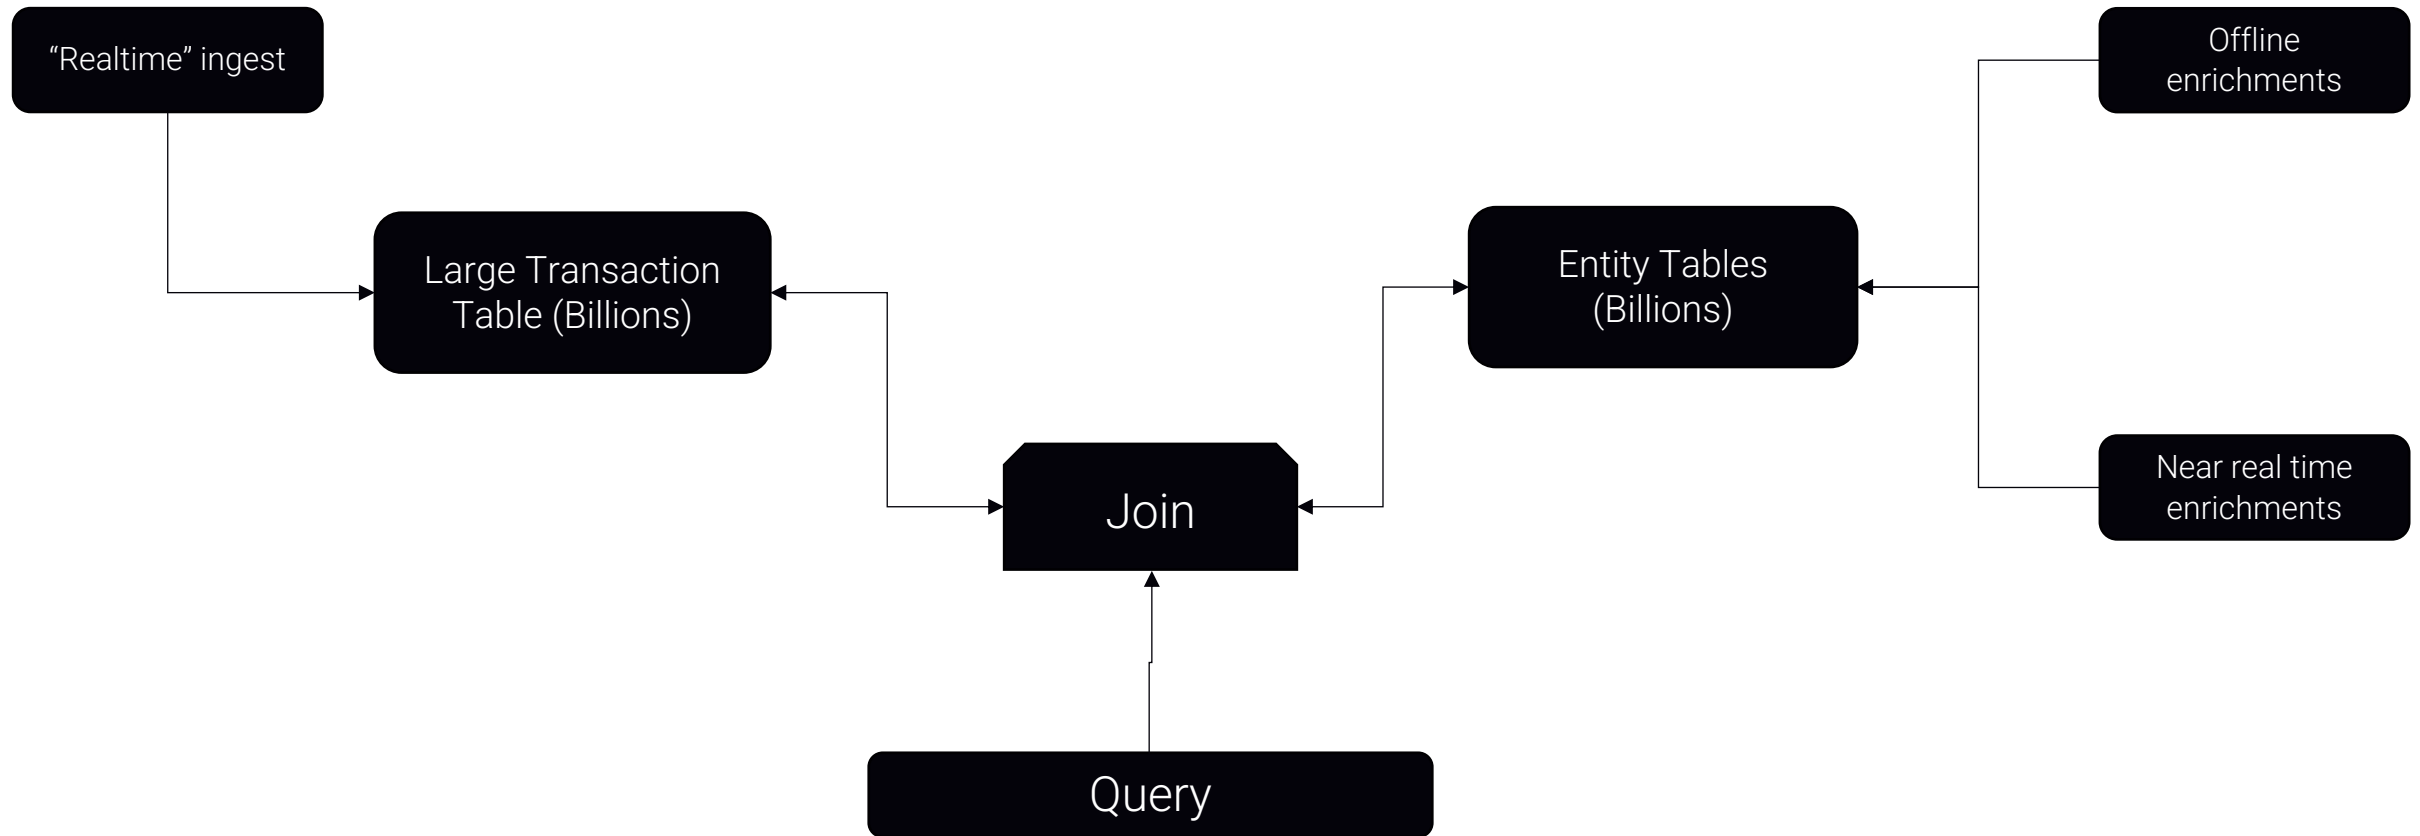 “Realtime” ingest
Offline
enrichments
Large Transaction
Table (Billions)
Entity Tables
(Billions)
Join
Near real time
enrichments
Query